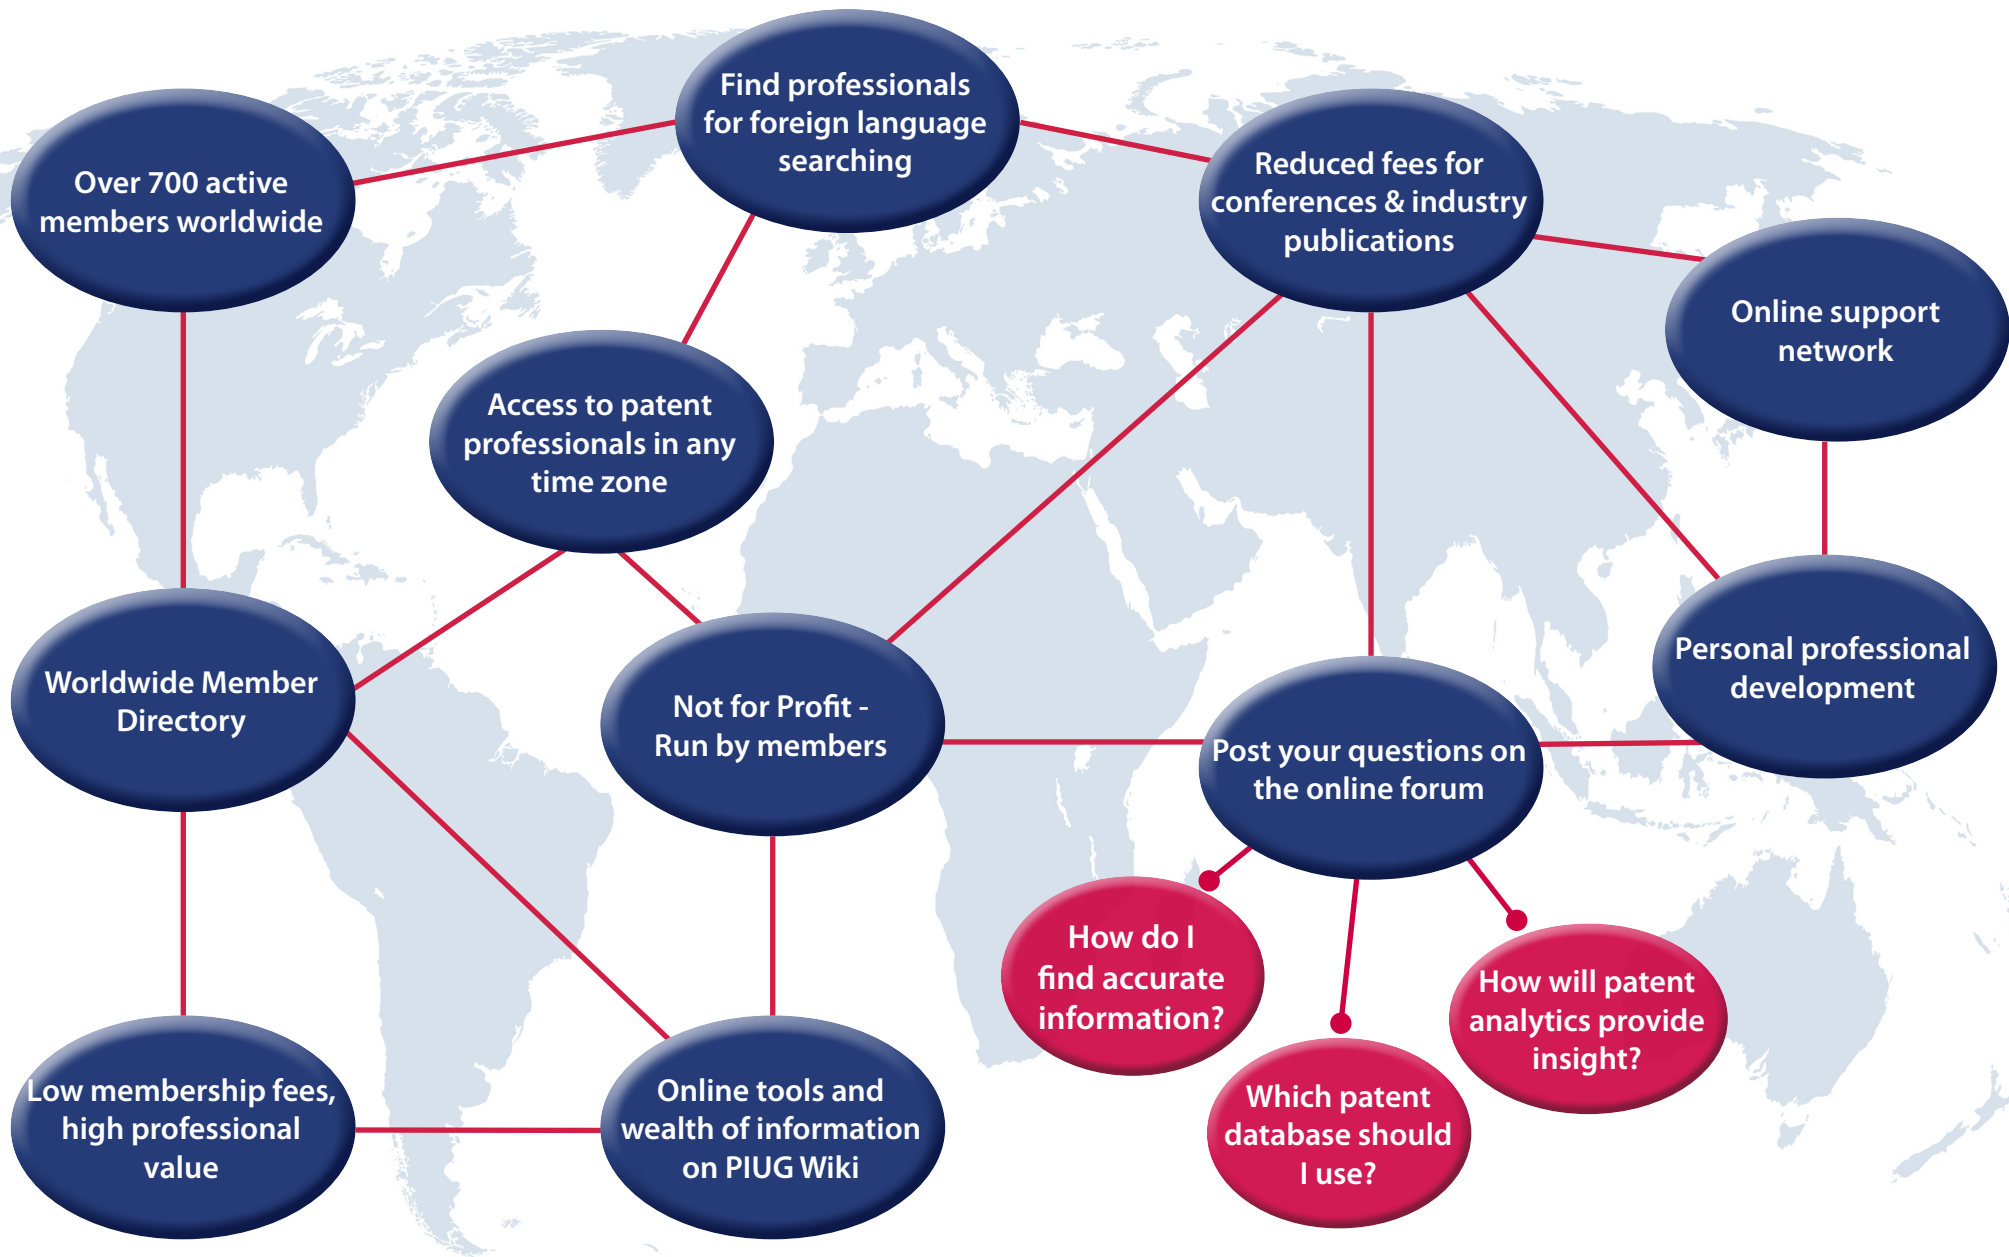 Find professionals
for foreign language
searching
Over 700 active
members worldwide
Reduced fees for
conferences & industry
publications
Online support
network
Access to patent
professionals in any
time zone
Worldwide Member
Directory
Not for Profit -
Run by members
Post your questions on
the online forum
Personal professional
development
How do I
find accurate
information?
How will patent
analytics provide
insight?
Which patent
database should
I use?
Low membership fees,
high professional
value
Online tools and
wealth of information
on PIUG Wiki